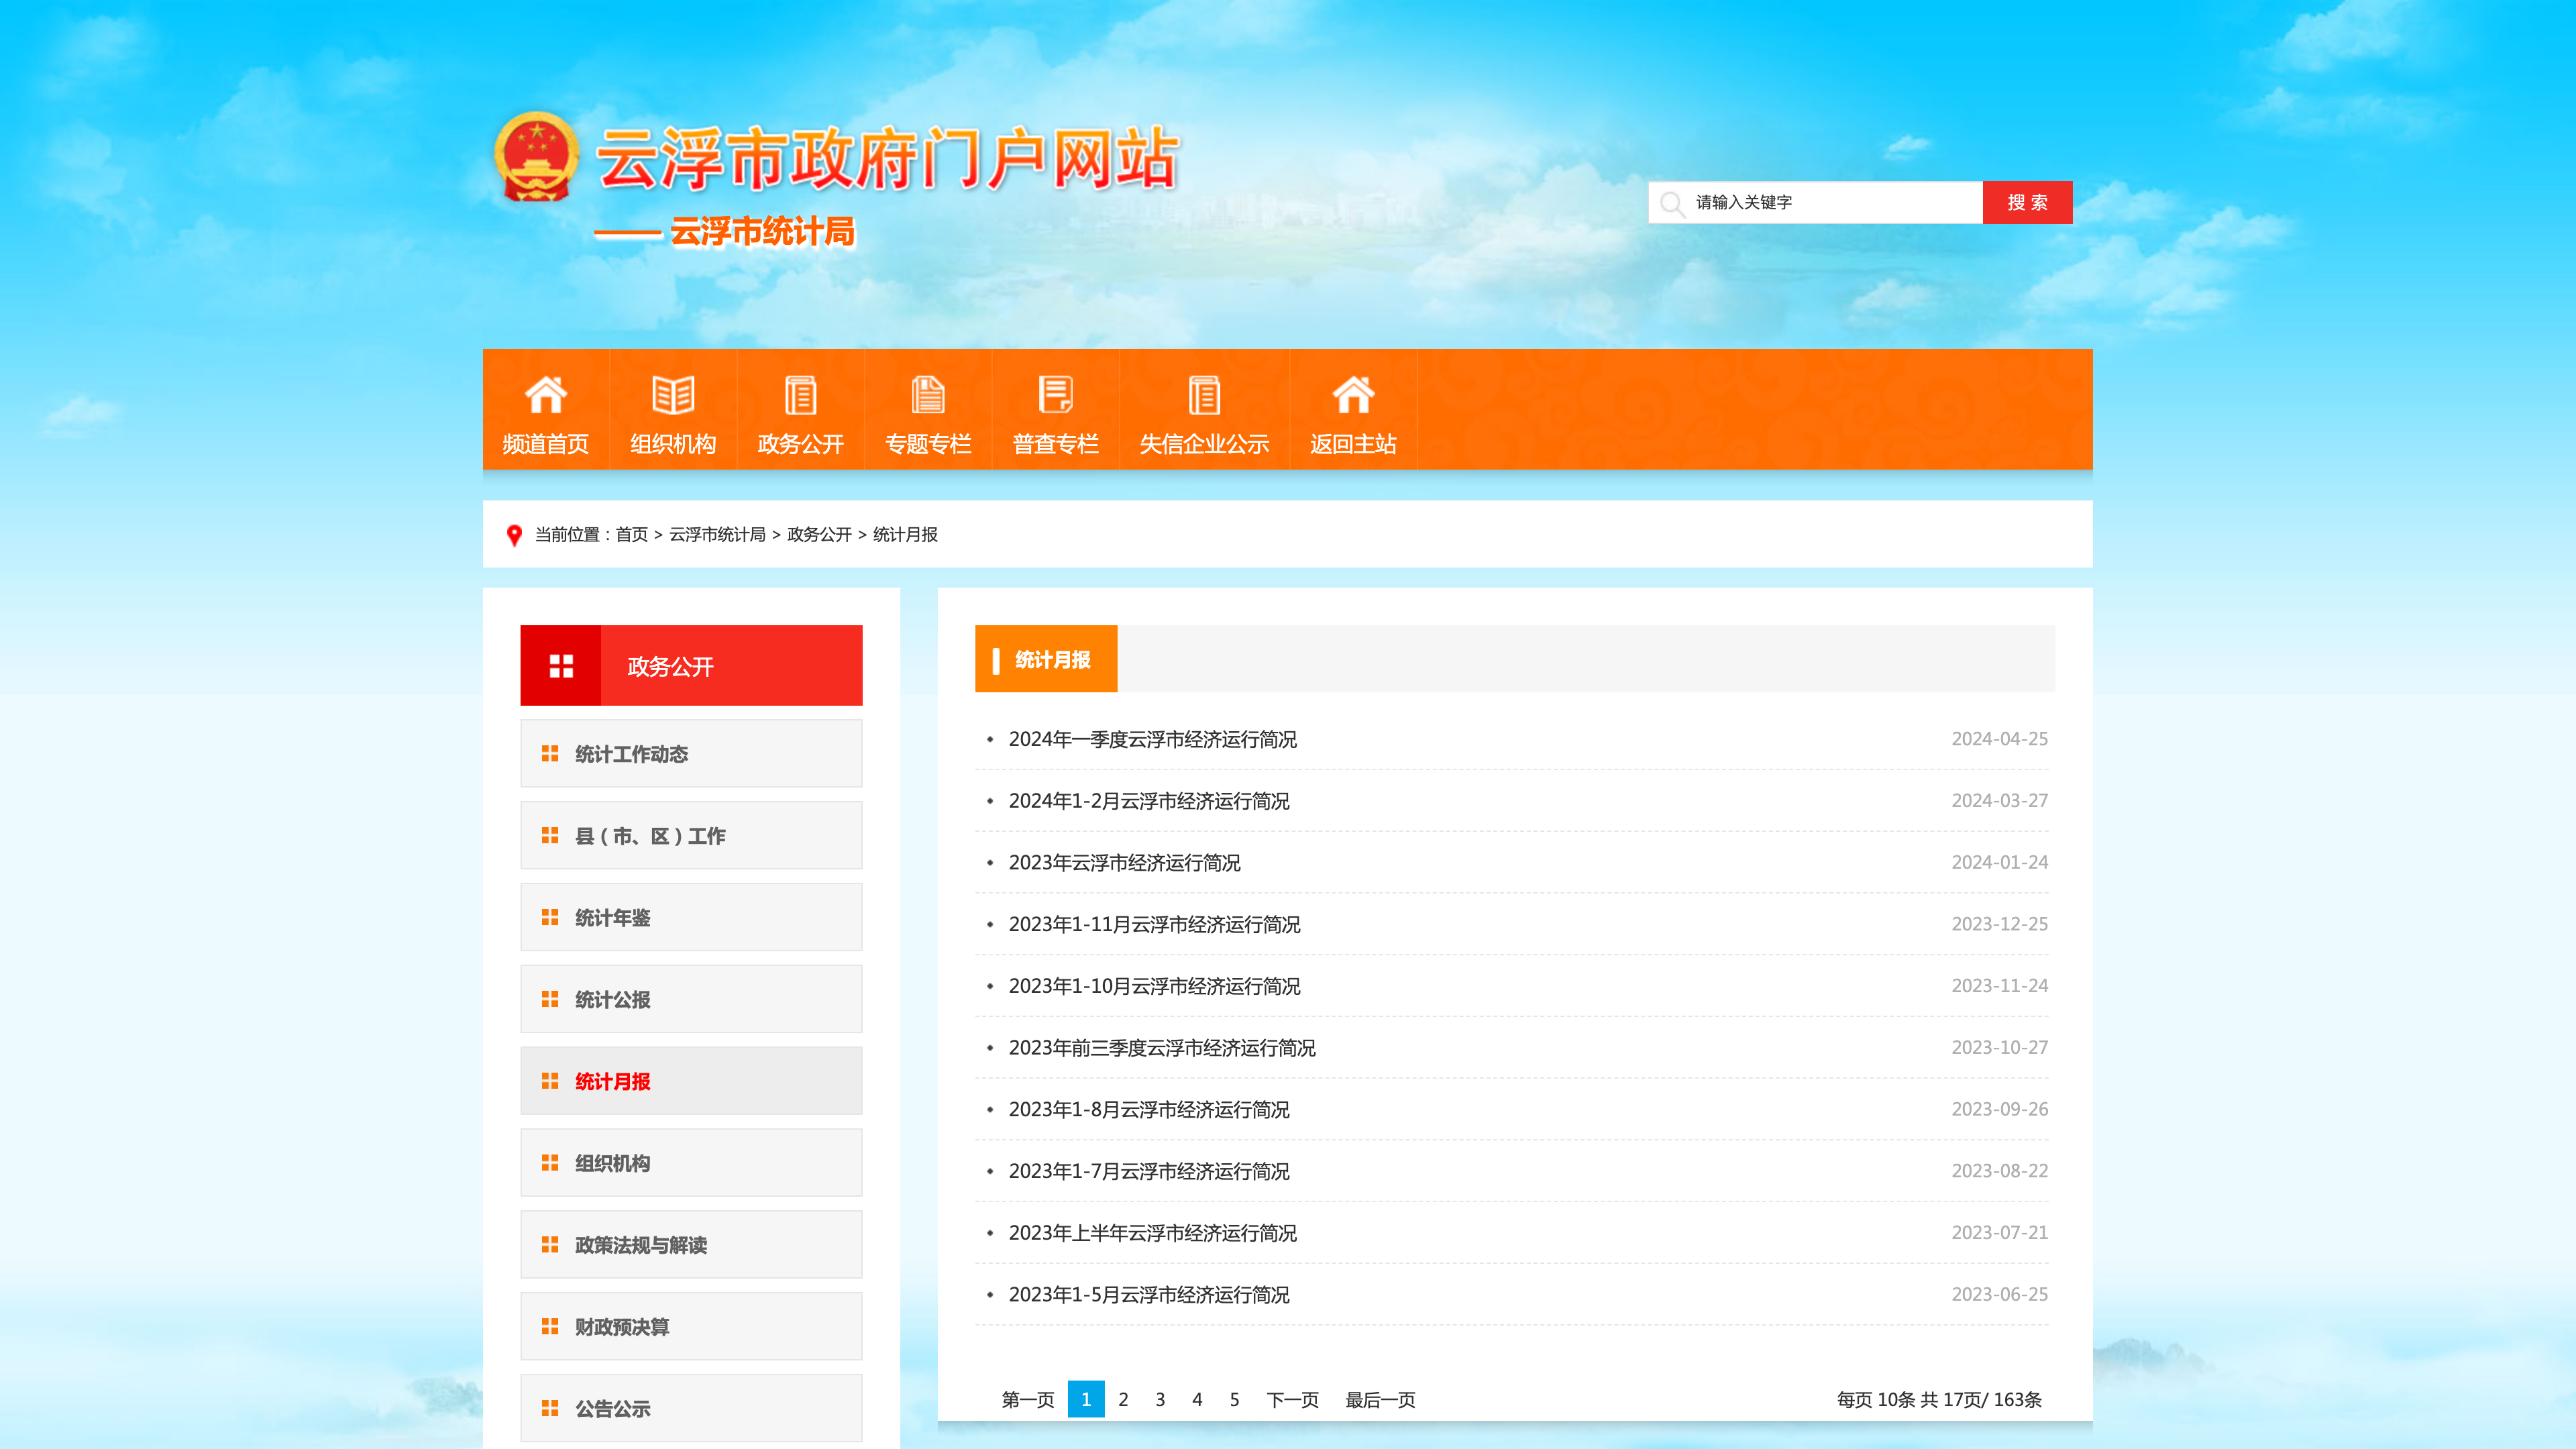 云浮市政府门户网站
—— 云浮市统计局
请输入关键字
搜 索
频道首页
组织机构
政务公开
专题专栏
普查专栏
失信企业公示
返回主站
当前位置：首页 > 云浮市统计局 > 政务公开 > 统计月报
政务公开
统计工作动态
县（市、区）工作
统计年鉴
统计公报
统计月报
组织机构
政策法规与解读
财政预决算
公告公示
统计月报
2024年一季度云浮市经济运行简况 2024-04-25
2024年1-2月云浮市经济运行简况 2024-03-27
2023年云浮市经济运行简况 2024-01-24
2023年1-11月云浮市经济运行简况 2023-12-25
2023年1-10月云浮市经济运行简况 2023-11-24
2023年前三季度云浮市经济运行简况 2023-10-27
2023年1-8月云浮市经济运行简况 2023-09-26
2023年1-7月云浮市经济运行简况 2023-08-22
2023年上半年云浮市经济运行简况 2023-07-21
2023年1-5月云浮市经济运行简况 2023-06-25
第一页 1 2 3 4 5 下一页 最后一页 每页 10条 共 17页/ 163条